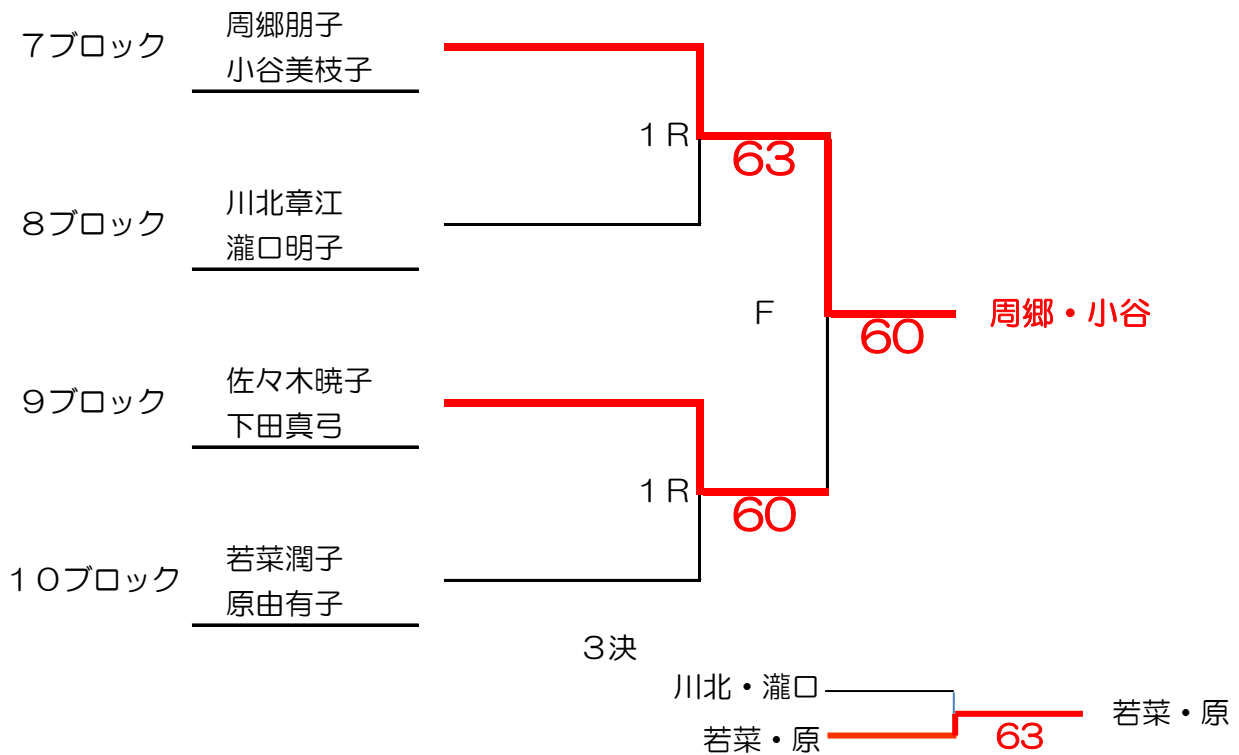 7ブロック
周郷朋子
小谷美枝子
1R
63
8ブロック
川北章江
瀧口明子
F
周郷・小谷
60
9ブロック
佐々木暁子
下田真弓
1R
60
10ブロック
若菜潤子
原由有子
3決
川北・瀧口
若菜・原
63
若菜・原